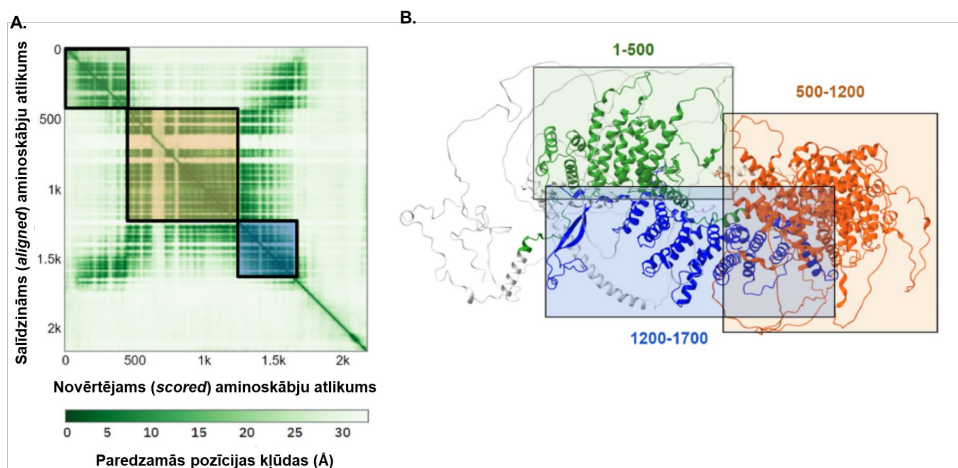 A.
B.
0
500
1k
1.5k
2k
Salīdzināms (aligned) aminoskābju atlikums
0 500 1k 1.5k 2k
Novērtējams (scored) aminoskābju atlikums
0 5 10 15 20 25 30
Paredzamās pozīcijas kļūdas (Å)
1-500
500-1200
1200-1700